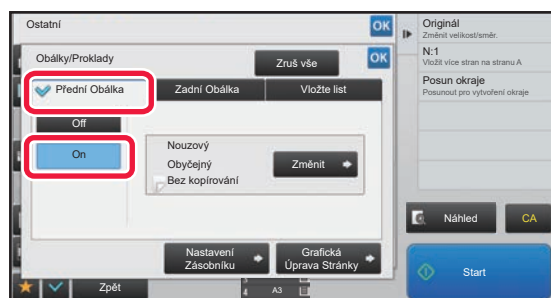 Ostatní
OK
Obálky/Proklady
Zruš vše
OK
Přední Obálka
Zadní Obálka
Vložte list
Off
On
Nouzový
Obyčejný
Bez kopírování
Změnit
Nastavení
Zásobníku
Grafická
Úprava Stránky
Zpět
4
A3
Originál
Změnit velikost/směr.
N:1
Vložit více stran na stranu A
Posun okraje
Posunout pro vytvoření okraje
Náhled
CA
Start